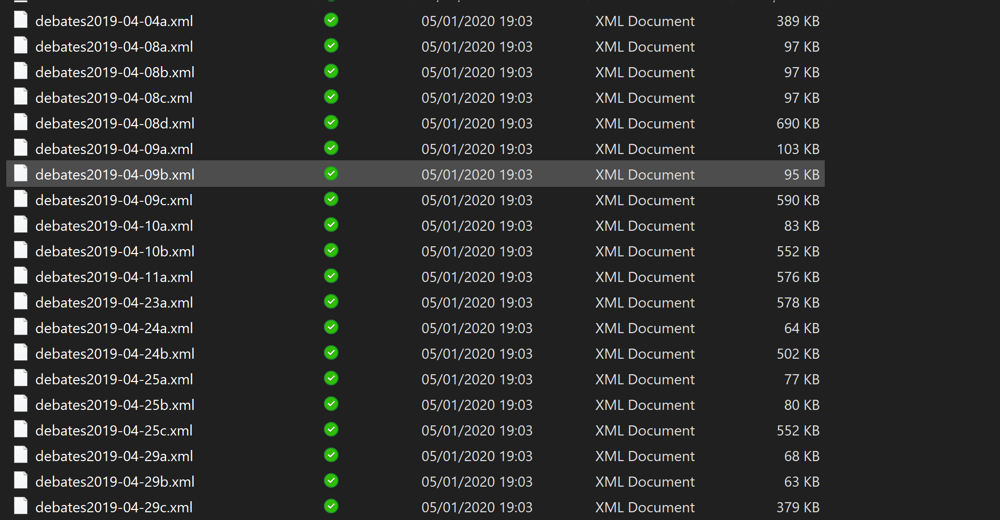 debates2019-04-04a.xml 05/01/2020 19:03 XML Document 389 KB
debates2019-04-08a.xml 05/01/2020 19:03 XML Document 97 KB
debates2019-04-08b.xml 05/01/2020 19:03 XML Document 97 KB
debates2019-04-08c.xml 05/01/2020 19:03 XML Document 97 KB
debates2019-04-08d.xml 05/01/2020 19:03 XML Document 690 KB
debates2019-04-09a.xml 05/01/2020 19:03 XML Document 103 KB
debates2019-04-09b.xml 05/01/2020 19:03 XML Document 95 KB
debates2019-04-09c.xml 05/01/2020 19:03 XML Document 590 KB
debates2019-04-10a.xml 05/01/2020 19:03 XML Document 83 KB
debates2019-04-10b.xml 05/01/2020 19:03 XML Document 552 KB
debates2019-04-11a.xml 05/01/2020 19:03 XML Document 576 KB
debates2019-04-23a.xml 05/01/2020 19:03 XML Document 578 KB
debates2019-04-24a.xml 05/01/2020 19:03 XML Document 64 KB
debates2019-04-24b.xml 05/01/2020 19:03 XML Document 502 KB
debates2019-04-25a.xml 05/01/2020 19:03 XML Document 77 KB
debates2019-04-25b.xml 05/01/2020 19:03 XML Document 80 KB
debates2019-04-25c.xml 05/01/2020 19:03 XML Document 552 KB
debates2019-04-29a.xml 05/01/2020 19:03 XML Document 68 KB
debates2019-04-29b.xml 05/01/2020 19:03 XML Document 63 KB
debates2019-04-29c.xml 05/01/2020 19:03 XML Document 379 KB